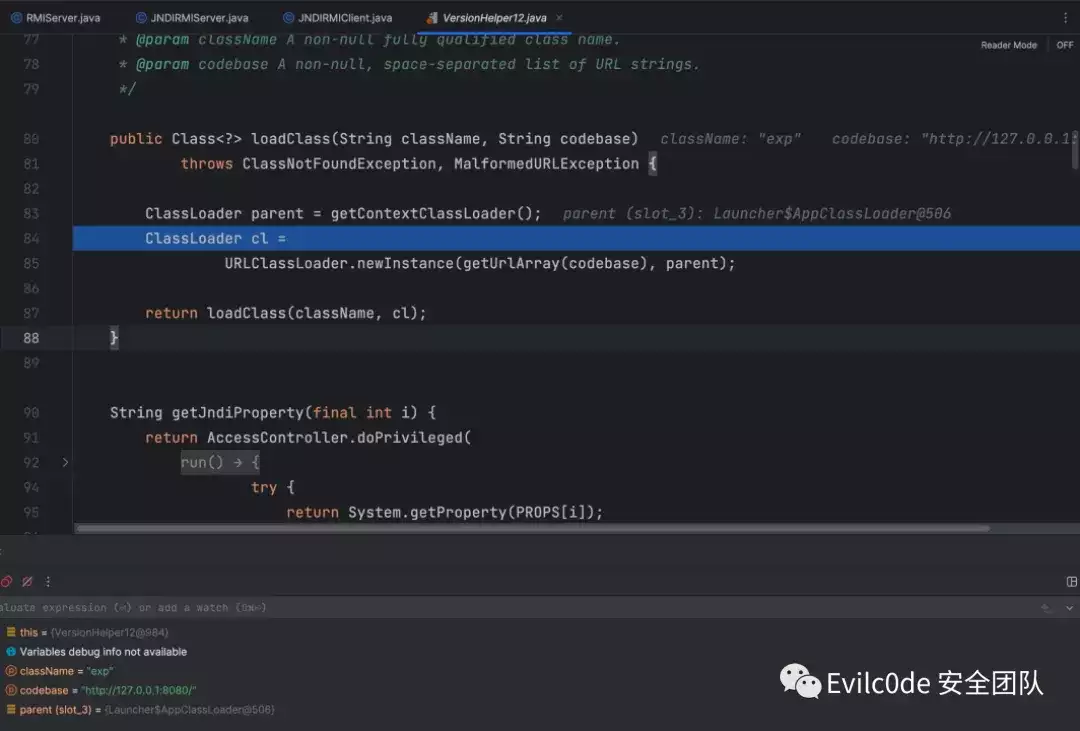 RMIServer.java JNDIRMIServer.java JNDIRMIClient.java VersionHelper12.java
77 * @param className A non-null fully qualified class name.
Reader Mode OFF
78 * @param codebase A non-null, space-separated list of URL strings.
79 */
80 public Class<?> loadClass(String className, String codebase) className: "exp" codebase: "http://127.0.0.1:
81 throws ClassNotFoundException, MalformedURLException {
82
83 ClassLoader parent = getContextClassLoader(); parent (slot_3): Launcher$AppClassLoader@506
84 ClassLoader cl =
85 URLClassLoader.newInstance(getUrlArray(codebase), parent);
86
87 return loadClass(className, cl);
88 }
89
90 String getJndiProperty(final int i) {
91 return AccessController.doPrivileged(
92 run() → {
94 try {
95 return System.getProperty(PROPS[i]);
aluate expression (⏎) or add a watch (⇧⌘⏎)
this = {VersionHelper12@984}
Variables debug info not available
className = "exp"
codebase = "http://127.0.0.1:8080/"
parent (slot_3) = {Launcher$AppClassLoader@506}
Evilc0de 安全团队